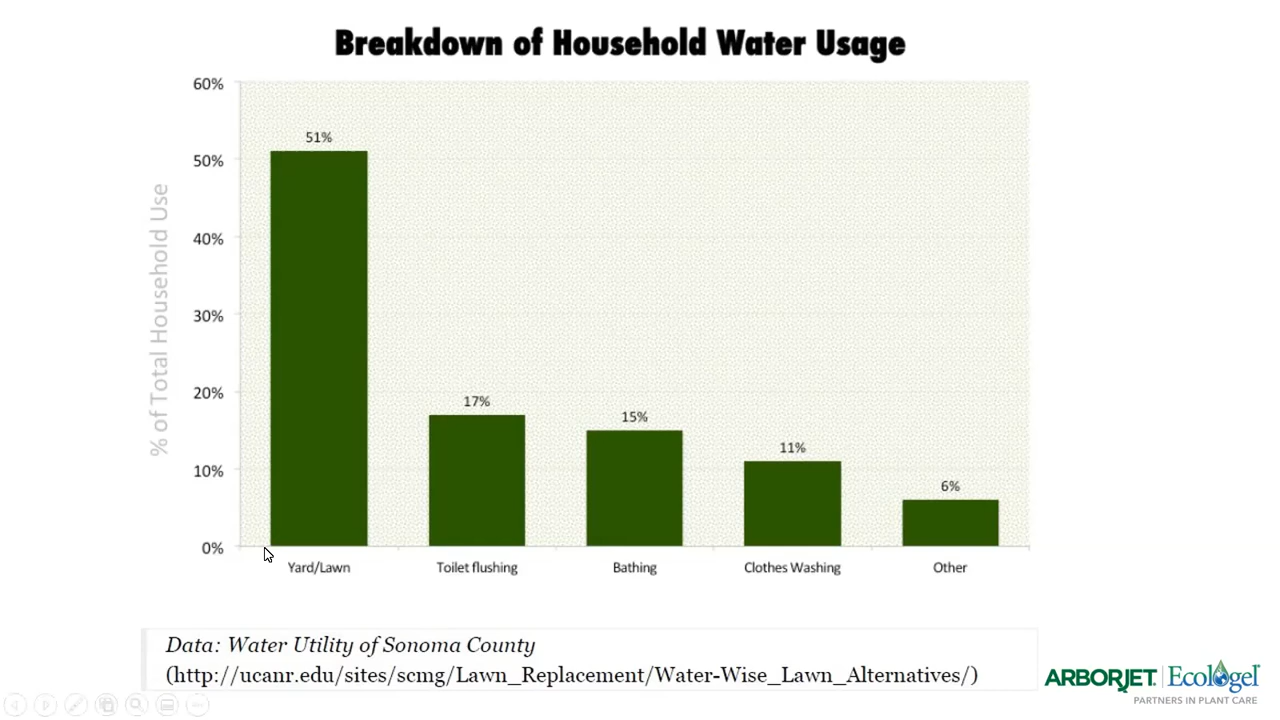 Breakdown of Household Water Usage
% of Total Household Use
60%
50%
40%
30%
20%
10%
0%
51%
17%
15%
11%
6%
Yard/Lawn
Toilet flushing
Bathing
Clothes Washing
Other
Data: Water Utility of Sonoma County
(http://ucanr.edu/sites/scmg/Lawn_Replacement/Water-Wise_Lawn_Alternatives/)
ARBORJET Ecologel
PARTNERS IN PLANT CARE